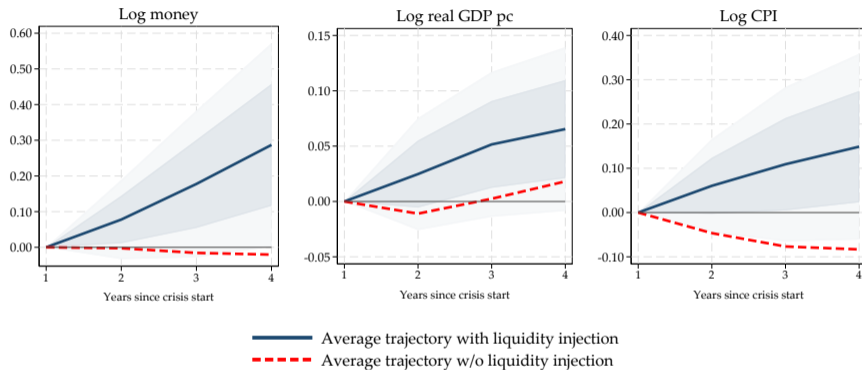 Log money
0.60
0.50
0.40
0.30
0.20
0.10
0.00
1 2 3 4
Years since crisis start
Log real GDP pc
0.15
0.10
0.05
0.00
-0.05
1 2 3 4
Years since crisis start
Log CPI
0.40
0.30
0.20
0.10
0.00
-0.10
1 2 3 4
Years since crisis start
Average trajectory with liquidity injection
Average trajectory w/o liquidity injection